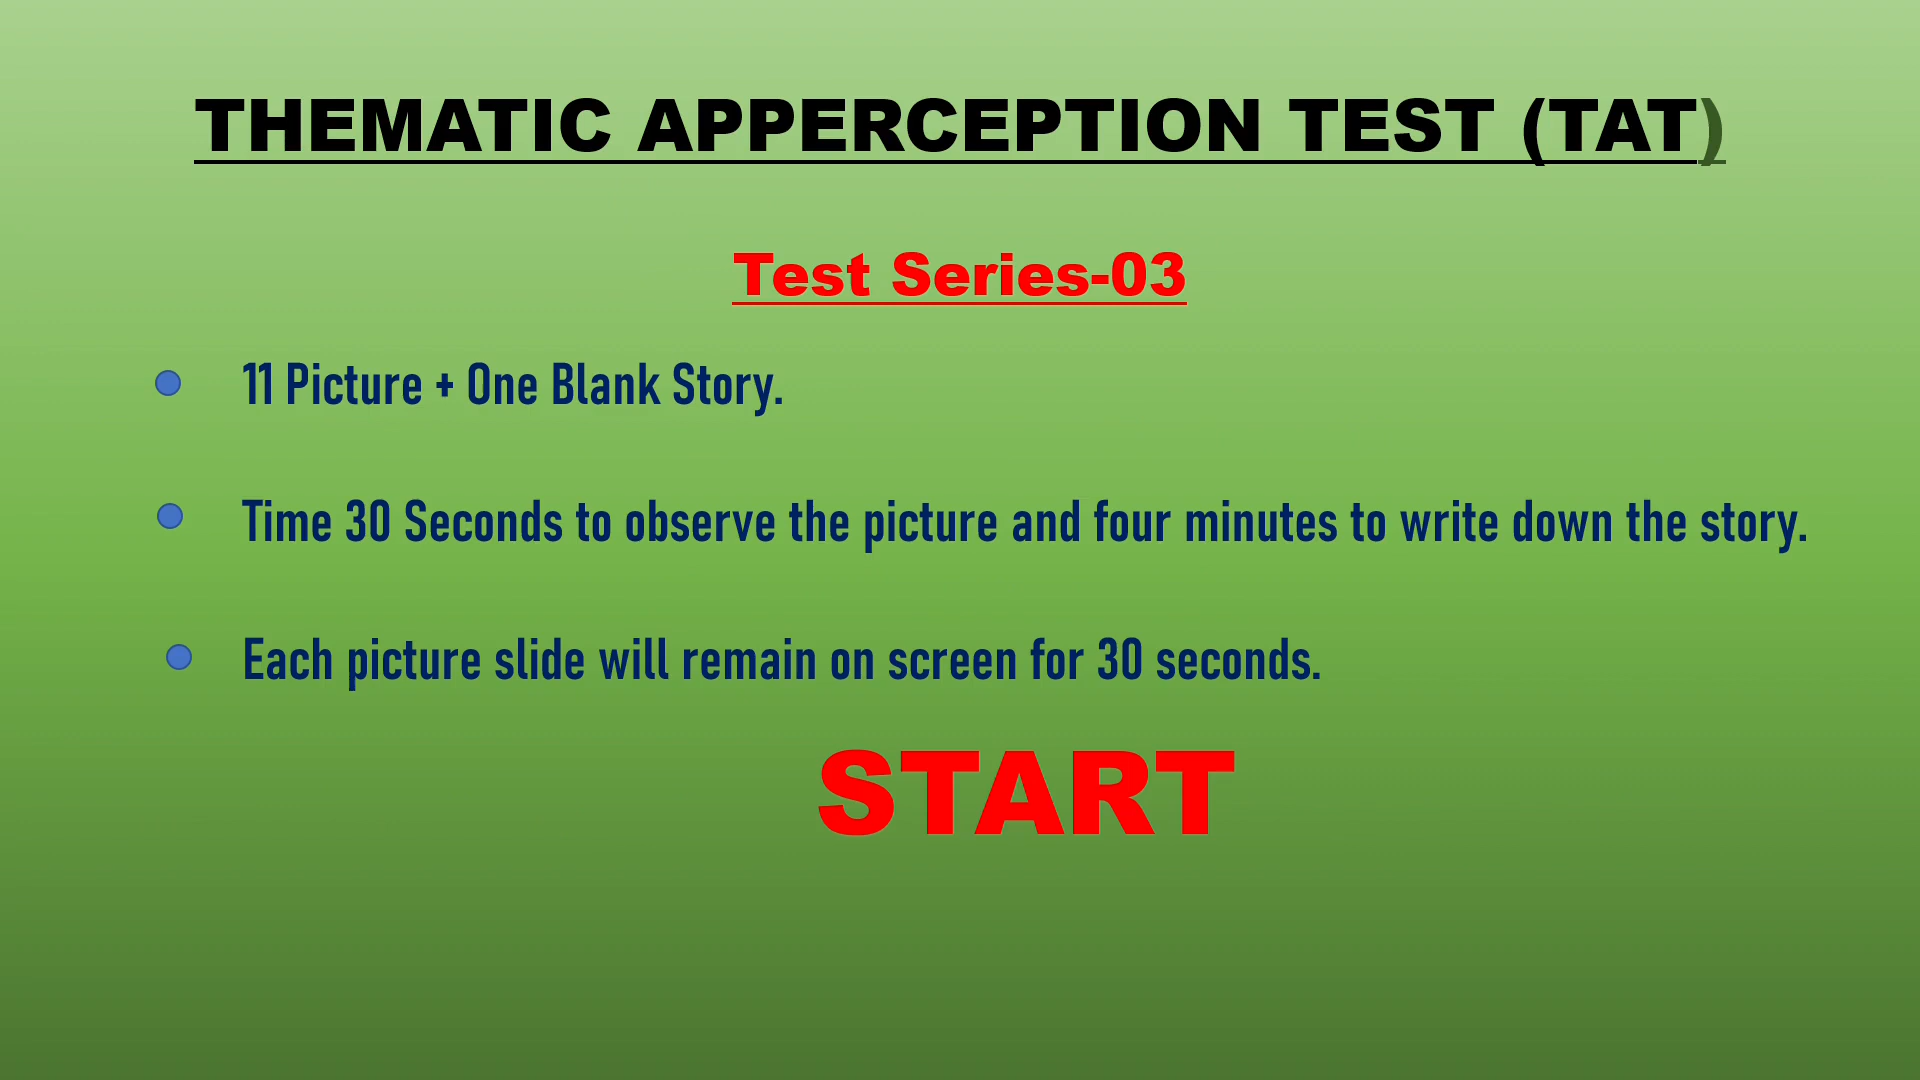 THEMATIC APPERCEPTION TEST (TAT)
Test Series-03
11 Picture + One Blank Story.
Time 30 Seconds to observe the picture and four minutes to write down the story.
Each picture slide will remain on screen for 30 seconds.
START